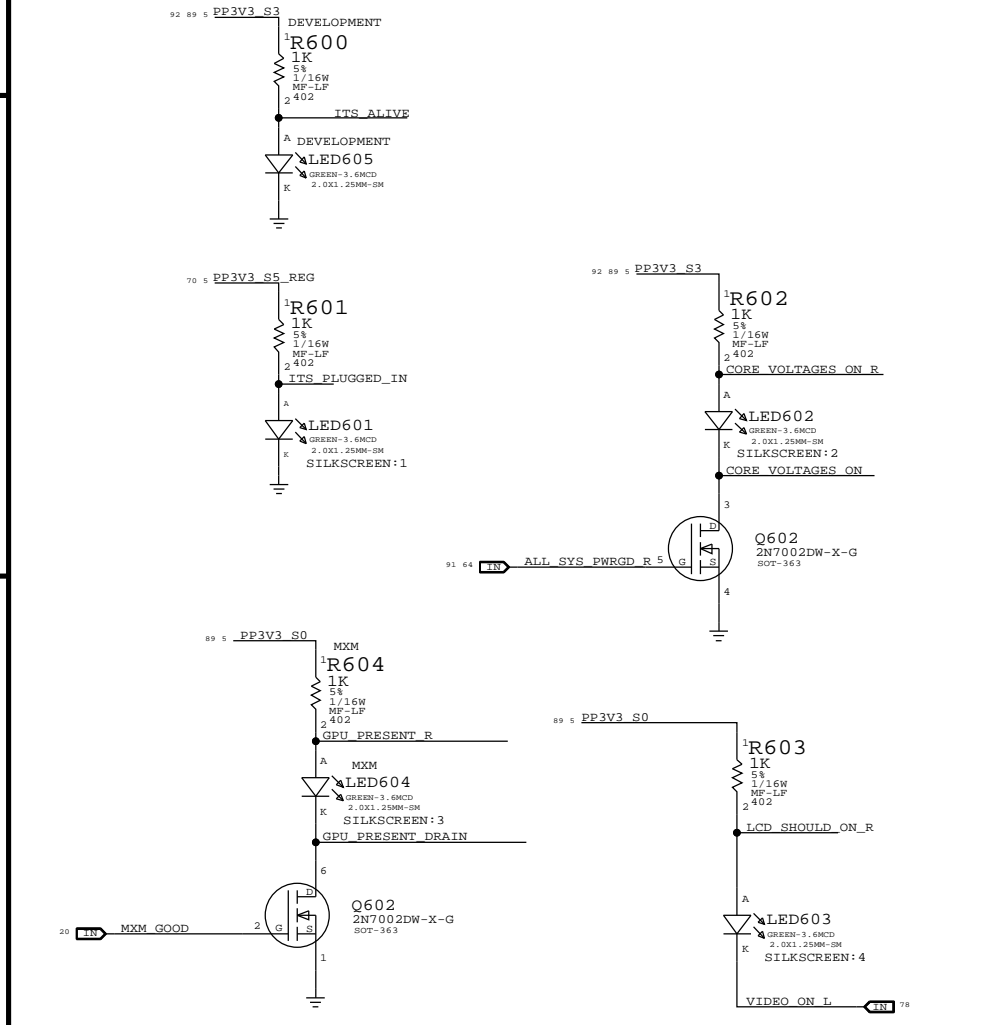 92 89 5 PP3V3_S3
DEVELOPMENT
1
R600
1K
5%
1/16W
MF-LF
402
2
ITS_ALIVE
A DEVELOPMENT
LED605
GREEN-3.6MCD
2.0X1.25MM-SM
K
70 5 PP3V3_S5_REG
1
R601
1K
5%
1/16W
MF-LF
402
2
ITS_PLUGGED_IN
A
LED601
GREEN-3.6MCD
2.0X1.25MM-SM
K
SILKSCREEN:1
92 89 5 PP3V3_S3
1
R602
1K
5%
1/16W
MF-LF
402
2
CORE_VOLTAGES_ON_R
A
LED602
GREEN-3.6MCD
2.0X1.25MM-SM
K
SILKSCREEN:2
CORE_VOLTAGES_ON
3
D
Q602
2N7002DW-X-G
SOT-363
91 64 IN ALL_SYS_PWRGD_R 5 G S
4
89 5 PP3V3_S0
MXM
1
R604
1K
5%
1/16W
MF-LF
402
2
GPU_PRESENT_R
A MXM
LED604
GREEN-3.6MCD
2.0X1.25MM-SM
K
SILKSCREEN:3
GPU_PRESENT_DRAIN
6
D
Q602
2N7002DW-X-G
SOT-363
20 IN MXM_GOOD 2 G S
1
89 5 PP3V3_S0
1
R603
1K
5%
1/16W
MF-LF
402
2
LCD_SHOULD_ON_R
A
LED603
GREEN-3.6MCD
2.0X1.25MM-SM
K
SILKSCREEN:4
VIDEO_ON_L IN 78